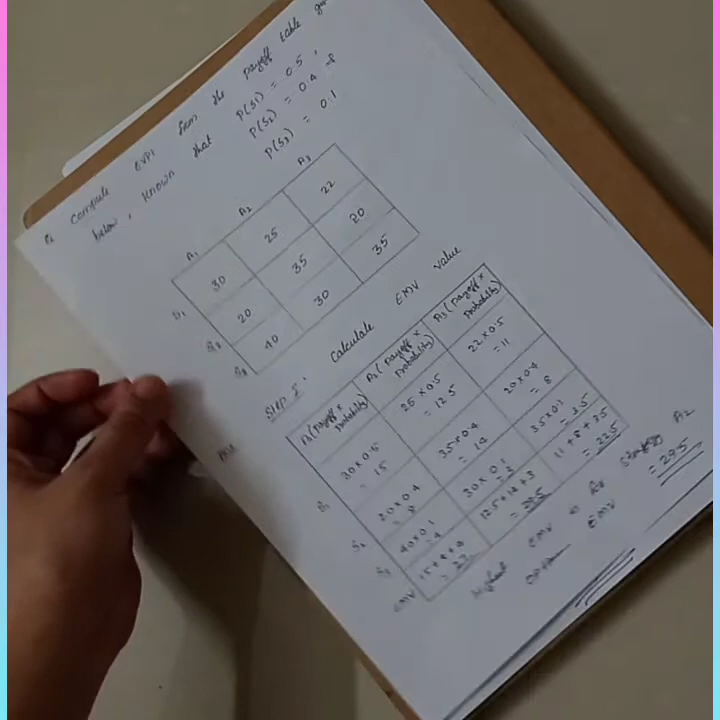 Q. Compute EVPI from the payoff table
below, known that P(S1) = 0.5,
P(S2) = 0.4 &
P(S3) = 0.1
A1 A2 A3
S1 30 25 22
S2 20 35 20
S3 40 30 35
Step I: Calculate EMV value
A1(Payoff × Probability) A2(Payoff × Probability) A3(Payoff × Probability)
S1 30×0.5 = 15 25×0.5 = 12.5 22×0.5 = 11
S2 20×0.4 = 8 35×0.4 = 14 20×0.4 = 8
S3 40×0.1 = 4 30×0.1 = 3 35×0.1 = 3.5
EMV 15+8+4 = 27 12.5+14+3 = 29.5 11+8+3.5 = 22.5
Highest EMV is for strategy A2
EMV = 29.5